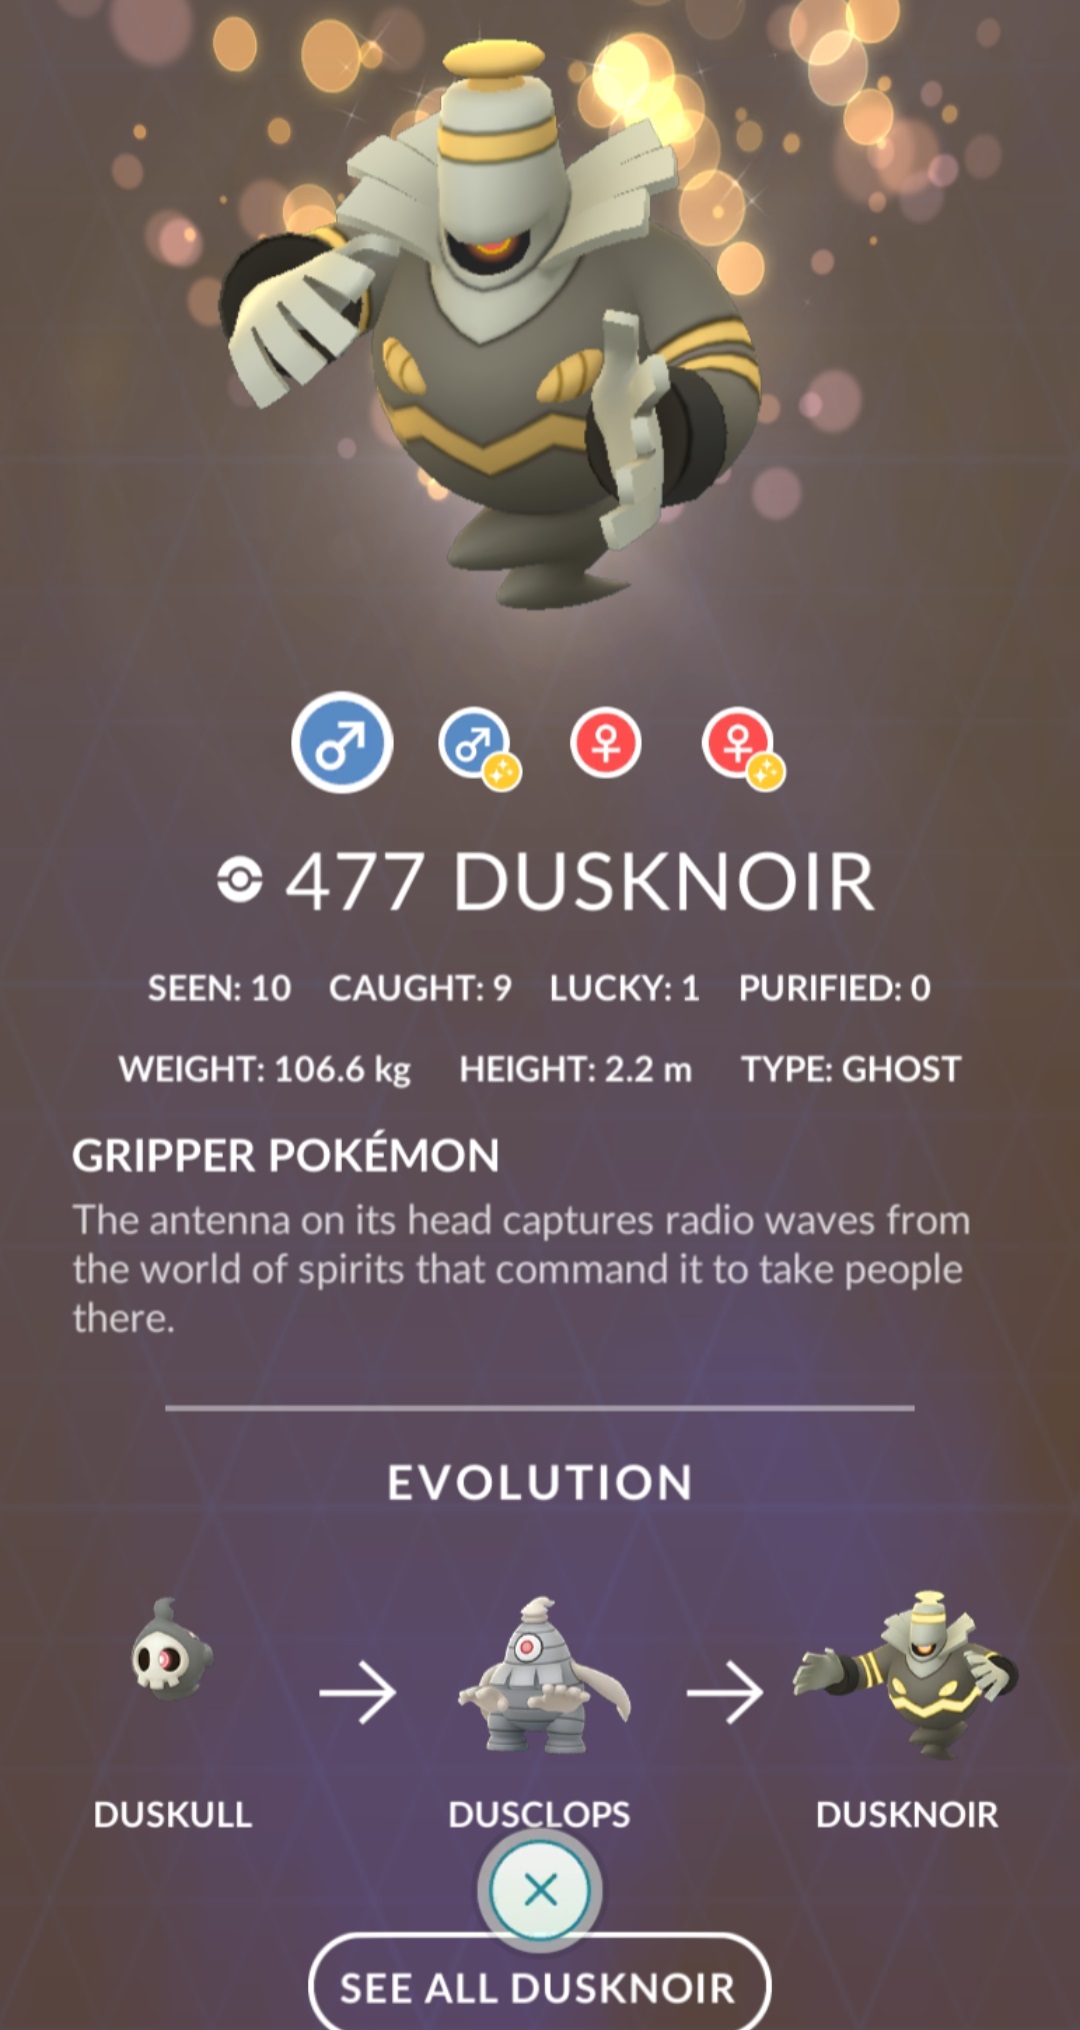 477 DUSKNOIR
SEEN: 10 CAUGHT: 9 LUCKY: 1 PURIFIED: 0
WEIGHT: 106.6 kg HEIGHT: 2.2 m TYPE: GHOST
GRIPPER POKÉMON
The antenna on its head captures radio waves from
the world of spirits that command it to take people
there.
EVOLUTION
DUSKULL DUSCLOPS DUSKNOIR
SEE ALL DUSKNOIR